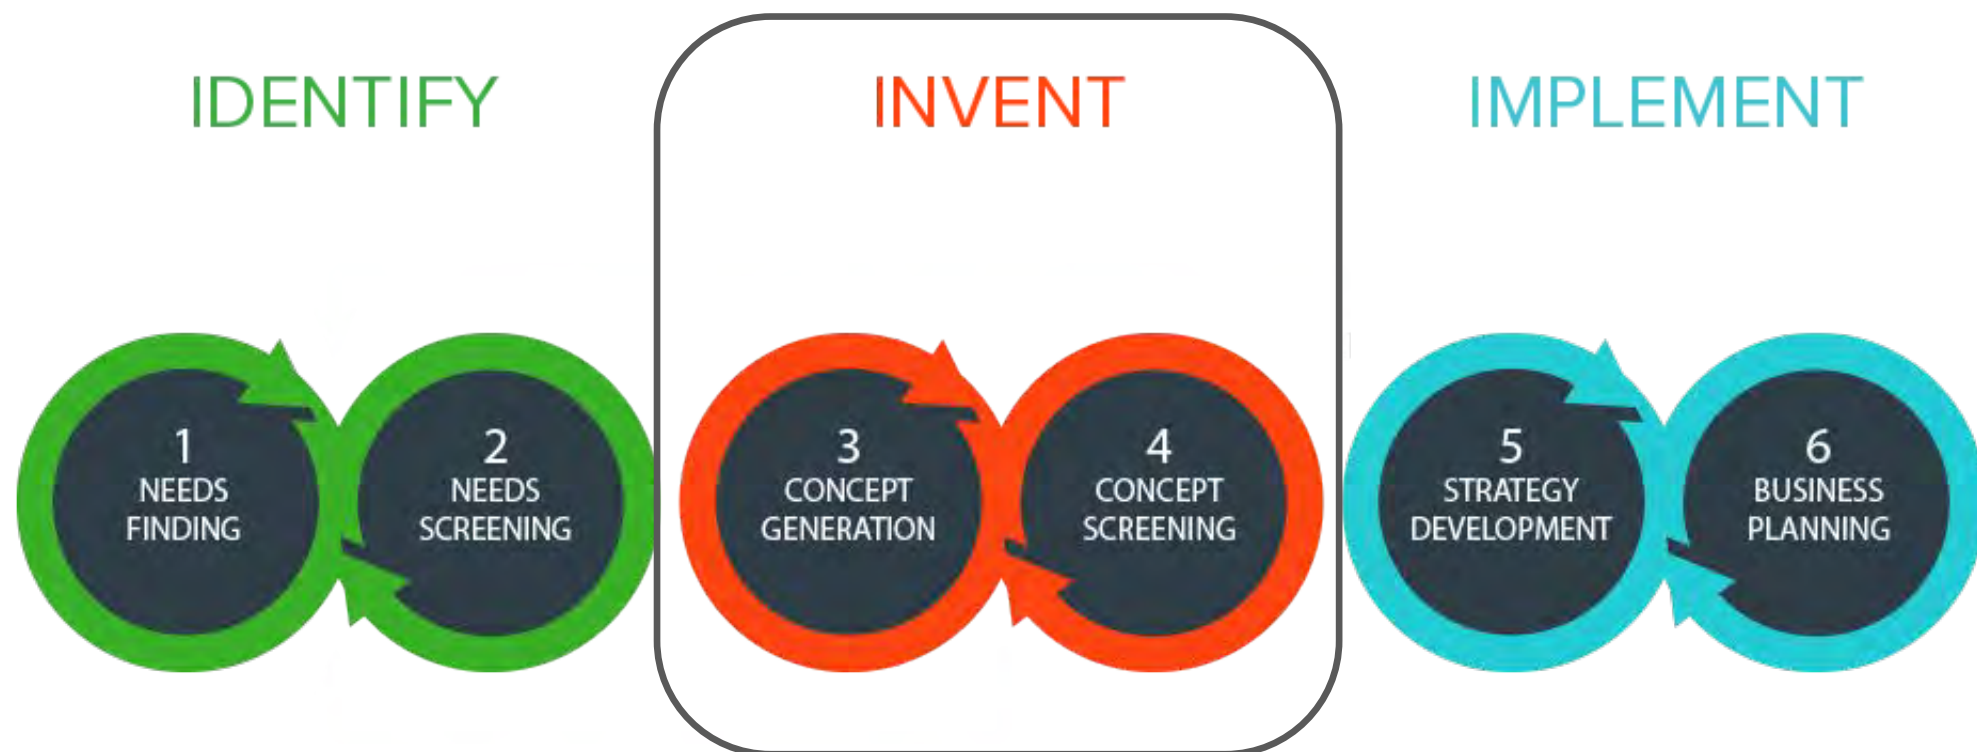 IDENTIFY
INVENT
IMPLEMENT
1
NEEDS
FINDING
2
NEEDS
SCREENING
3
CONCEPT
GENERATION
4
CONCEPT
SCREENING
5
STRATEGY
DEVELOPMENT
6
BUSINESS
PLANNING